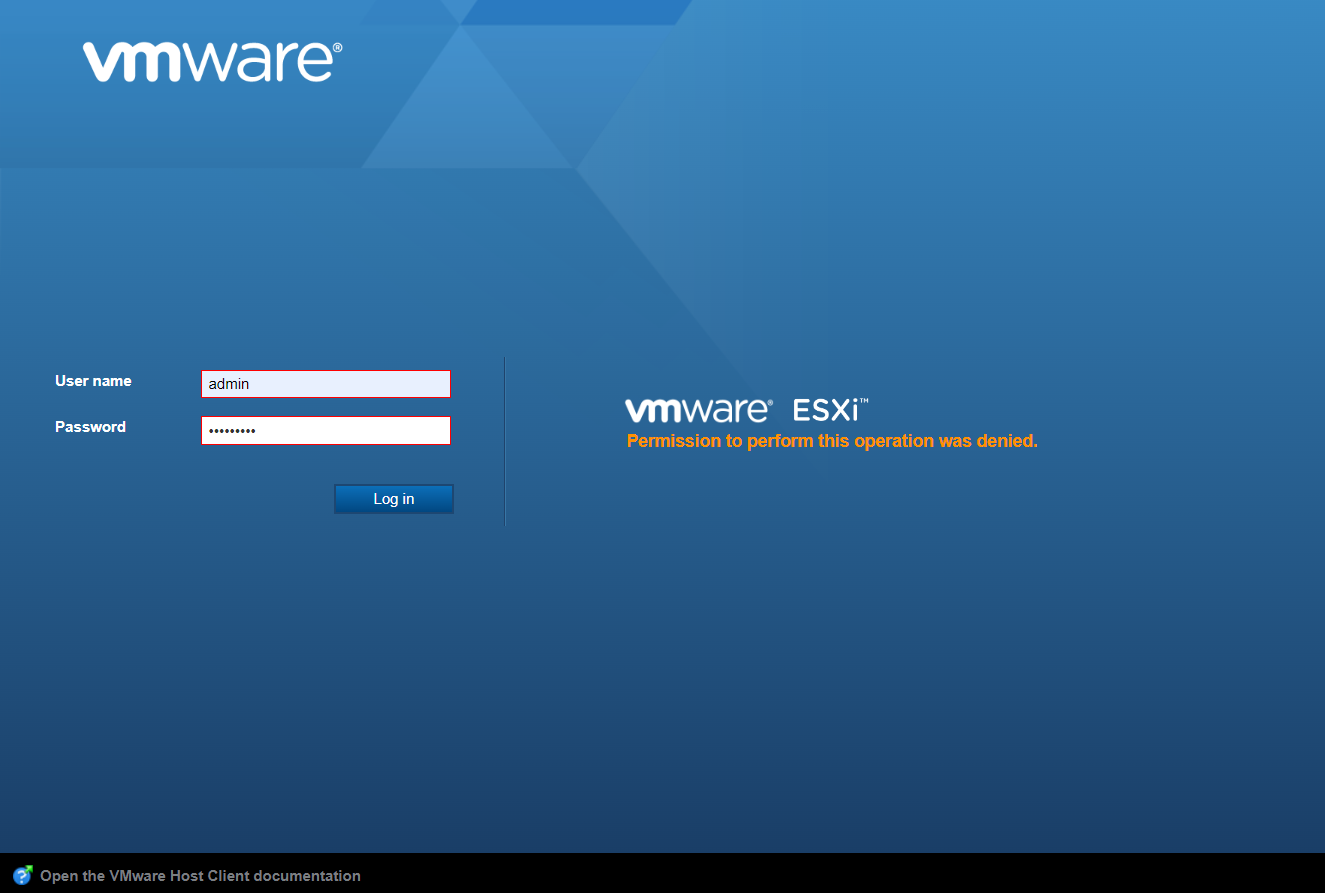 vmware®
User name
admin
Password
•••••••••
Log in
vmware® ESXi™
Permission to perform this operation was denied.
Open the VMware Host Client documentation